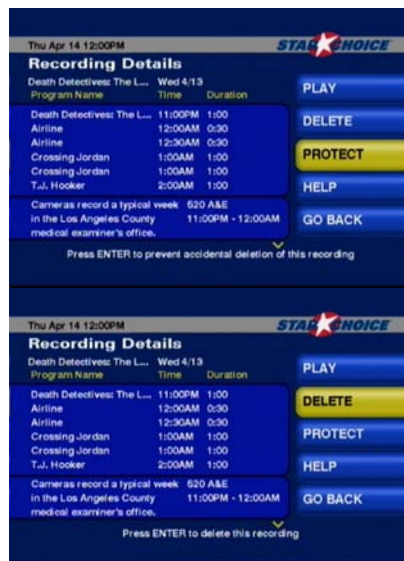 Thu Apr 14 12:00PM STAR CHOICE
Recording Details
Death Detectives: The L... Wed 4/13
Program Name Time Duration
Death Detectives: The L... 11:00PM 1:00
Airline 12:00AM 0:30
Airline 12:30AM 0:30
Crossing Jordan 1:00AM 1:00
Crossing Jordan 1:00AM 1:00
T.J. Hooker 2:00AM 1:00
Cameras record a typical week 520 A&E
in the Los Angeles County 11:00PM - 12:00AM
medical examiner's office.
PLAY
DELETE
PROTECT
HELP
GO BACK
Press ENTER to prevent accidental deletion of this recording
Thu Apr 14 12:00PM STAR CHOICE
Recording Details
Death Detectives: The L... Wed 4/13
Program Name Time Duration
Death Detectives: The L... 11:00PM 1:00
Airline 12:00AM 0:30
Airline 12:30AM 0:30
Crossing Jordan 1:00AM 1:00
Crossing Jordan 1:00AM 1:00
T.J. Hooker 2:00AM 1:00
Cameras record a typical week 520 A&E
in the Los Angeles County 11:00PM - 12:00AM
medical examiner's office.
PLAY
DELETE
PROTECT
HELP
GO BACK
Press ENTER to delete this recording